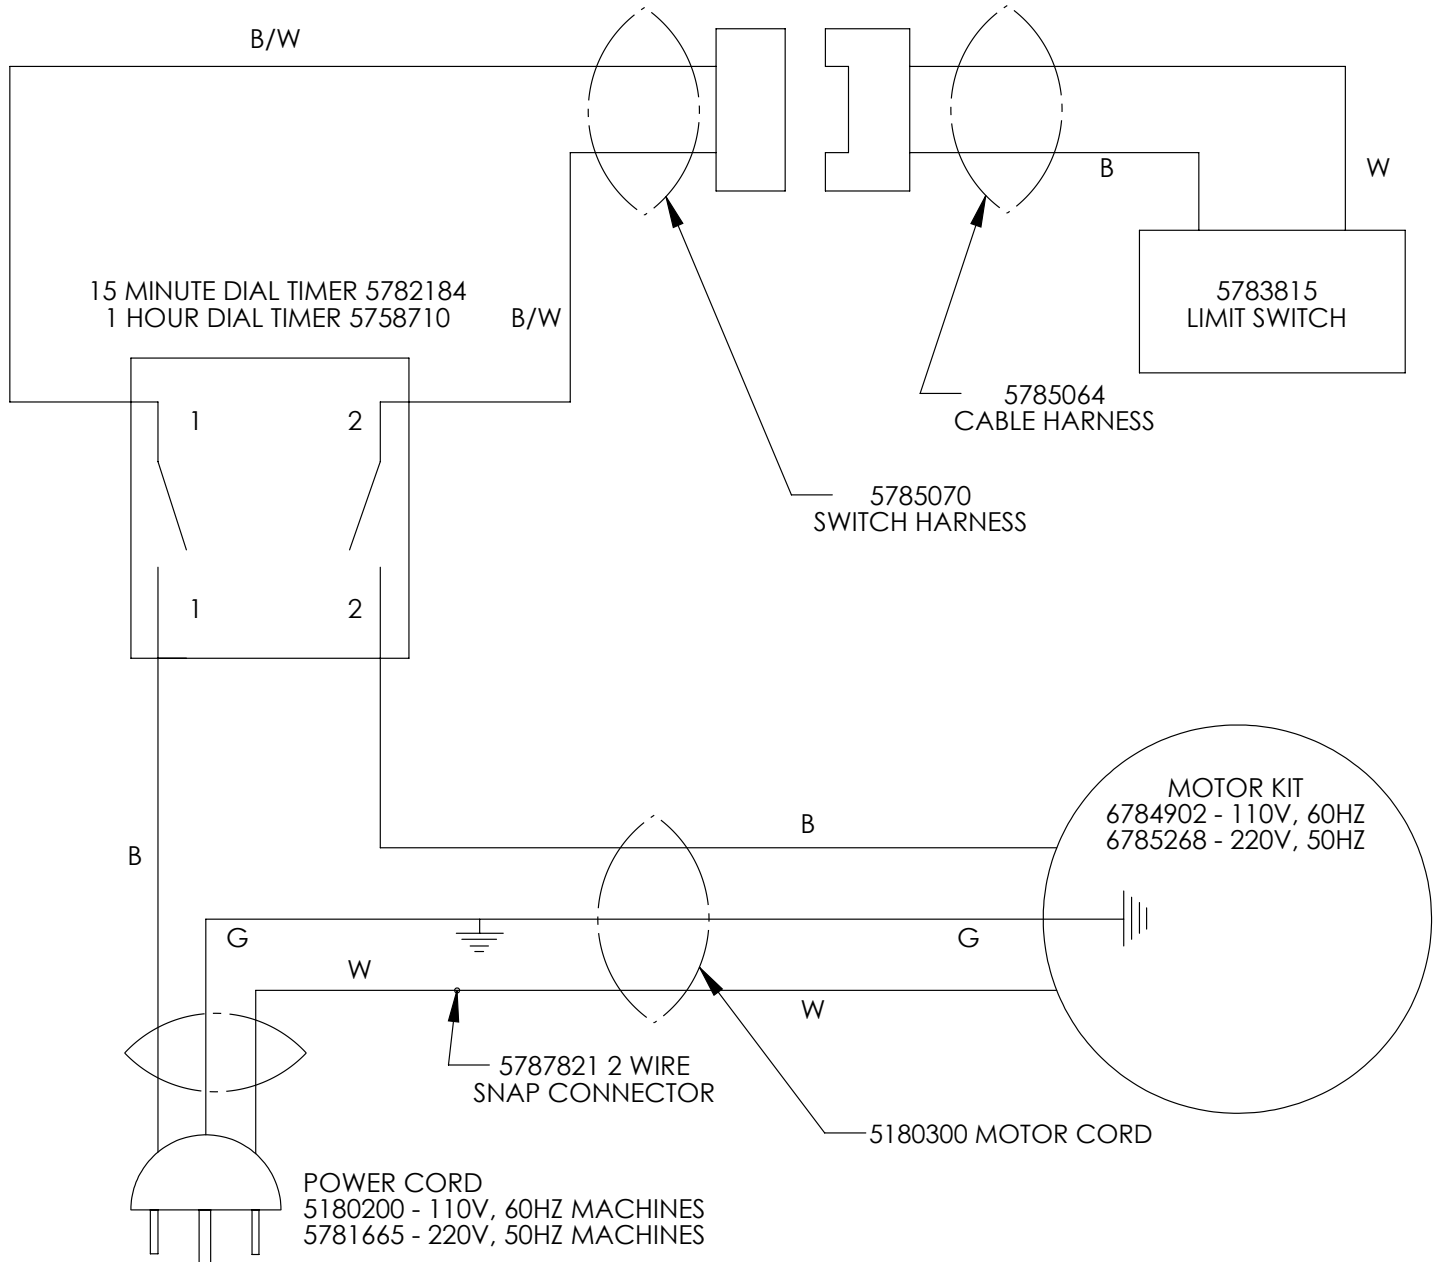 B/W
B
W
15 MINUTE DIAL TIMER 5782184
1 HOUR DIAL TIMER 5758710
B/W
5783815
LIMIT SWITCH
1
2
5785064
CABLE HARNESS
5785070
SWITCH HARNESS
1
2
MOTOR KIT
6784902 - 110V, 60HZ
6785268 - 220V, 50HZ
B
B
G
G
W
W
5787821 2 WIRE
SNAP CONNECTOR
5180300 MOTOR CORD
POWER CORD
5180200 - 110V, 60HZ MACHINES
5781665 - 220V, 50HZ MACHINES